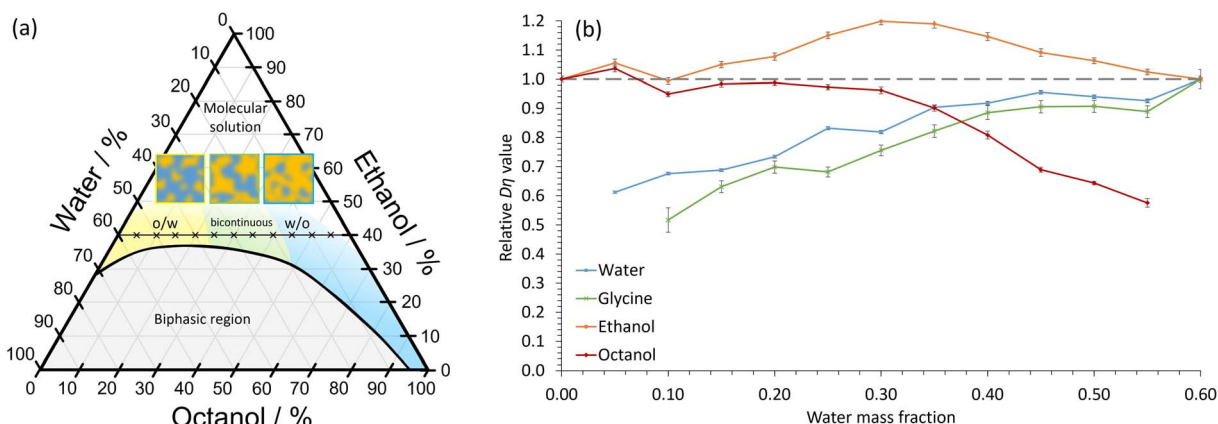 (a)
0
100
10
90
20
80
30
70
40
60
50
50
60
40
70
30
80
20
90
10
100
0
0 10 20 30 40 50 60 70 80 90 100
Water / %
Ethanol / %
Octanol / %
Molecular
solution
o/w
bicontinuous
w/o
Biphasic region
(b)
1.2
1.1
1.0
0.9
0.8
0.7
0.6
0.5
0.4
0.3
0.2
0.1
0.0
Relative Dη value
Water
Glycine
Ethanol
Octanol
0.00 0.10 0.20 0.30 0.40 0.50 0.60
Water mass fraction